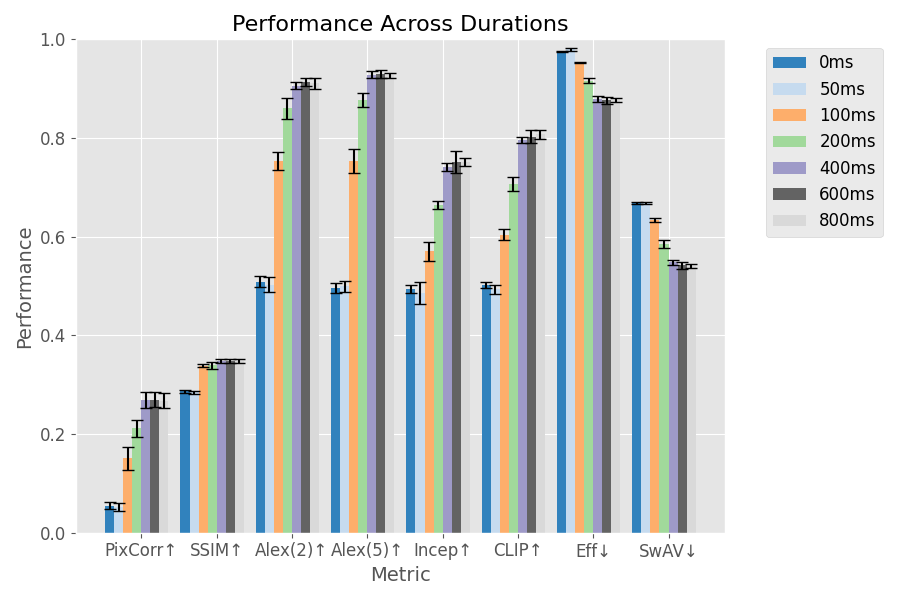 Performance Across Durations
1.0
0.8
0.6
0.4
0.2
0.0
Performance
PixCorr↑ SSIM↑ Alex(2)↑ Alex(5)↑ Incep↑ CLIP↑ Eff↓ SwAV↓
Metric
0ms
50ms
100ms
200ms
400ms
600ms
800ms